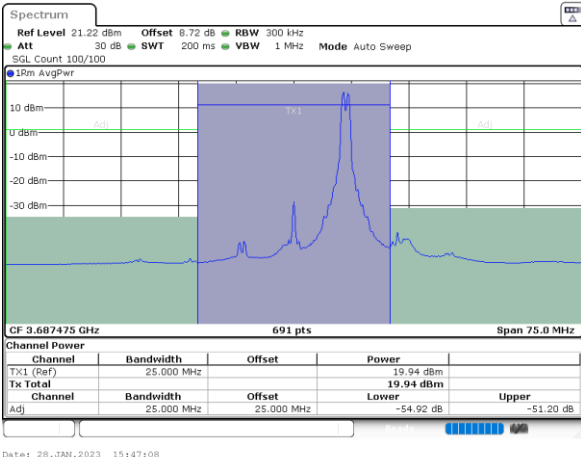 Spectrum
Ref Level 21.22 dBm Offset 8.72 dB RBW 300 kHz
Att 30 dB SWT 200 ms VBW 1 MHz Mode Auto Sweep
SGL Count 100/100
1Rm AvgPwr
10 dBm
TX1
Adj Adj
0 dBm
-10 dBm
-20 dBm
-30 dBm
CF 3.687475 GHz 691 pts Span 75.0 MHz
Channel Power
Channel Bandwidth Offset Power
TX1 (Ref) 25.000 MHz 19.94 dBm
Tx Total 19.94 dBm
Channel Bandwidth Offset Lower Upper
Adj 25.000 MHz 25.000 MHz -54.92 dB -51.20 dB
Ready
Date: 28.JAN.2023 15:47:08